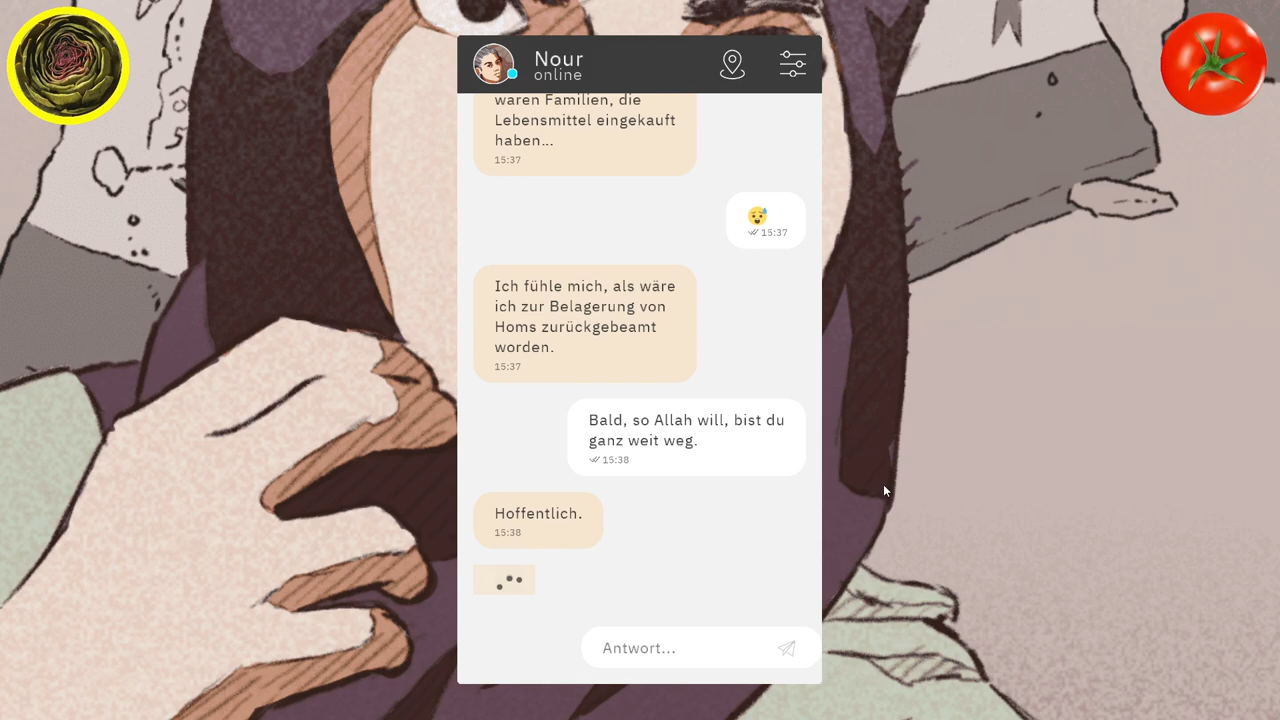 Nour
online
waren Familien, die
Lebensmittel eingekauft
haben...
15:37
15:37
Ich fühle mich, als wäre
ich zur Belagerung von
Homs zurückgebeamt
worden.
15:37
Bald, so Allah will, bist du
ganz weit weg.
15:38
Hoffentlich.
15:38
Antwort...